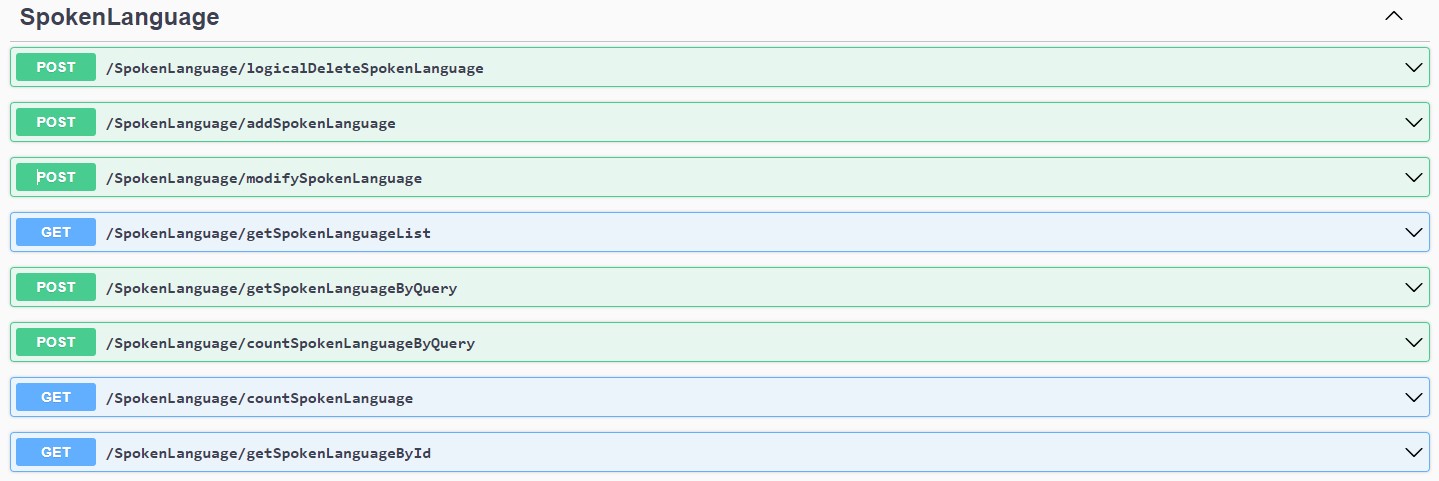 SpokenLanguage
POST /SpokenLanguage/logicalDeleteSpokenLanguage
POST /SpokenLanguage/addSpokenLanguage
POST /SpokenLanguage/modifySpokenLanguage
GET /SpokenLanguage/getSpokenLanguageList
POST /SpokenLanguage/getSpokenLanguageByQuery
POST /SpokenLanguage/countSpokenLanguageByQuery
GET /SpokenLanguage/countSpokenLanguage
GET /SpokenLanguage/getSpokenLanguageById